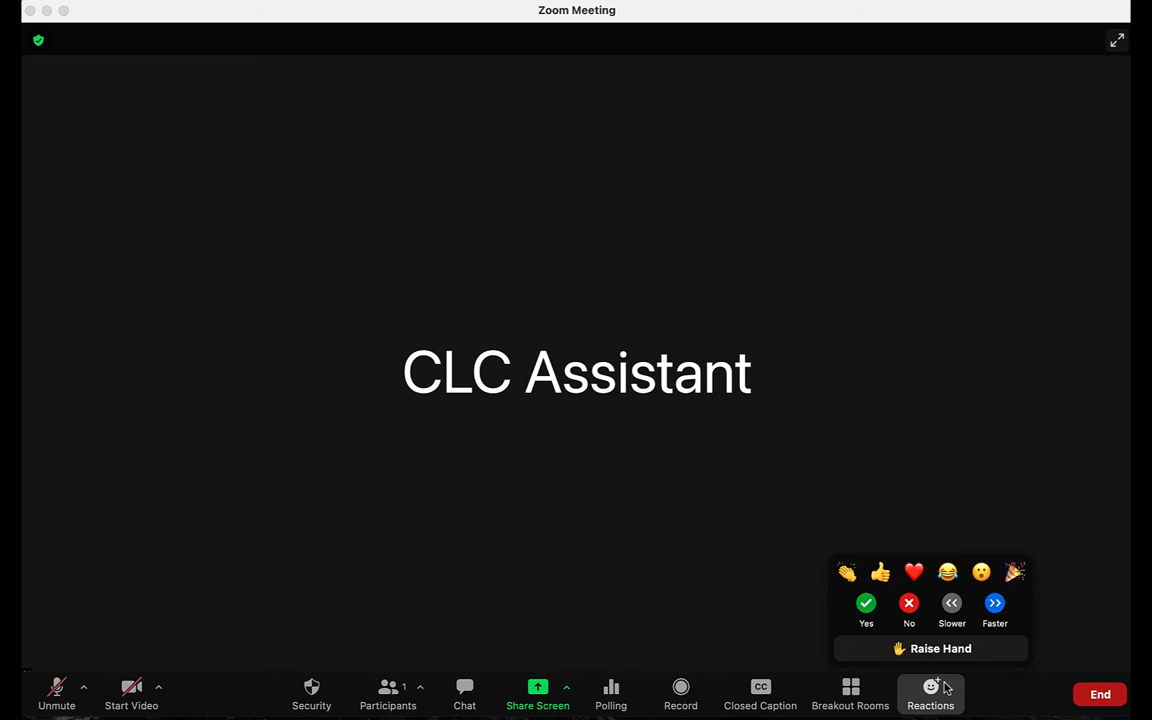 Zoom Meeting
CLC Assistant
Yes No Slower Faster
Raise Hand
Unmute Start Video Security Participants 1 Chat Share Screen Polling Record CC Closed Caption Breakout Rooms Reactions End